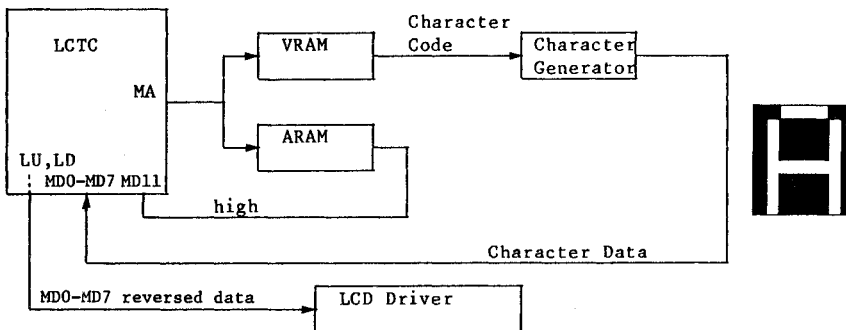 LCTC
VRAM
Character
Code
Character
Generator
MA
ARAM
LU,LD
MD0-MD7 MD11
high
Character Data
MD0-MD7 reversed data
LCD Driver